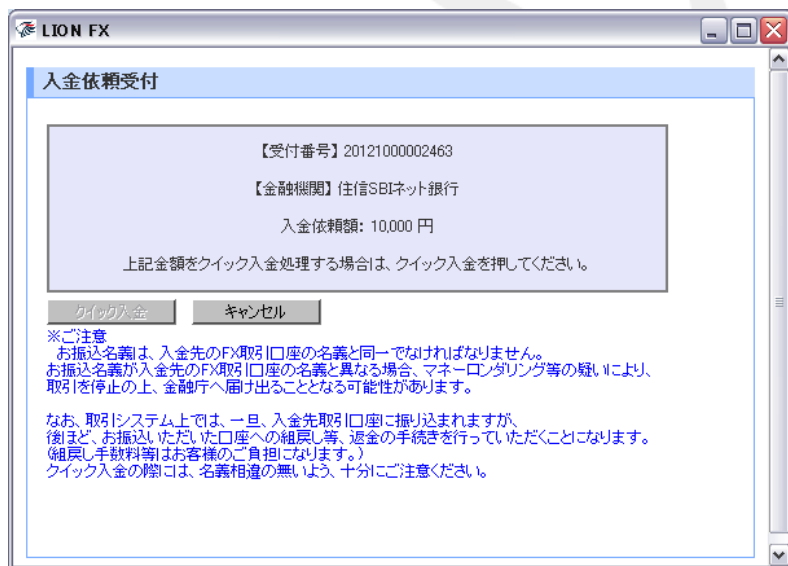 LION FX
入金依頼受付
【受付番号】20121000002463
【金融機関】住信SBIネット銀行
入金依頼額: 10,000 円
上記金額をクイック入金処理する場合は、クイック入金を押してください。
クイック入金 キャンセル
※ご注意
お振込名義は、入金先のFX取引口座の名義と同一でなければなりません。
お振込名義が入金先のFX取引口座の名義と異なる場合、マネーロンダリング等の疑いにより、
取引を停止の上、金融庁へ届け出ることとなる可能性があります。
なお、取引システム上では、一旦、入金先取引口座に振り込まれますが、
後ほど、お振込いただいた口座への組戻し等、返金の手続きを行っていただくことになります。
(組戻し手数料等はお客様のご負担になります。)
クイック入金の際には、名義相違の無いよう、十分にご注意ください。